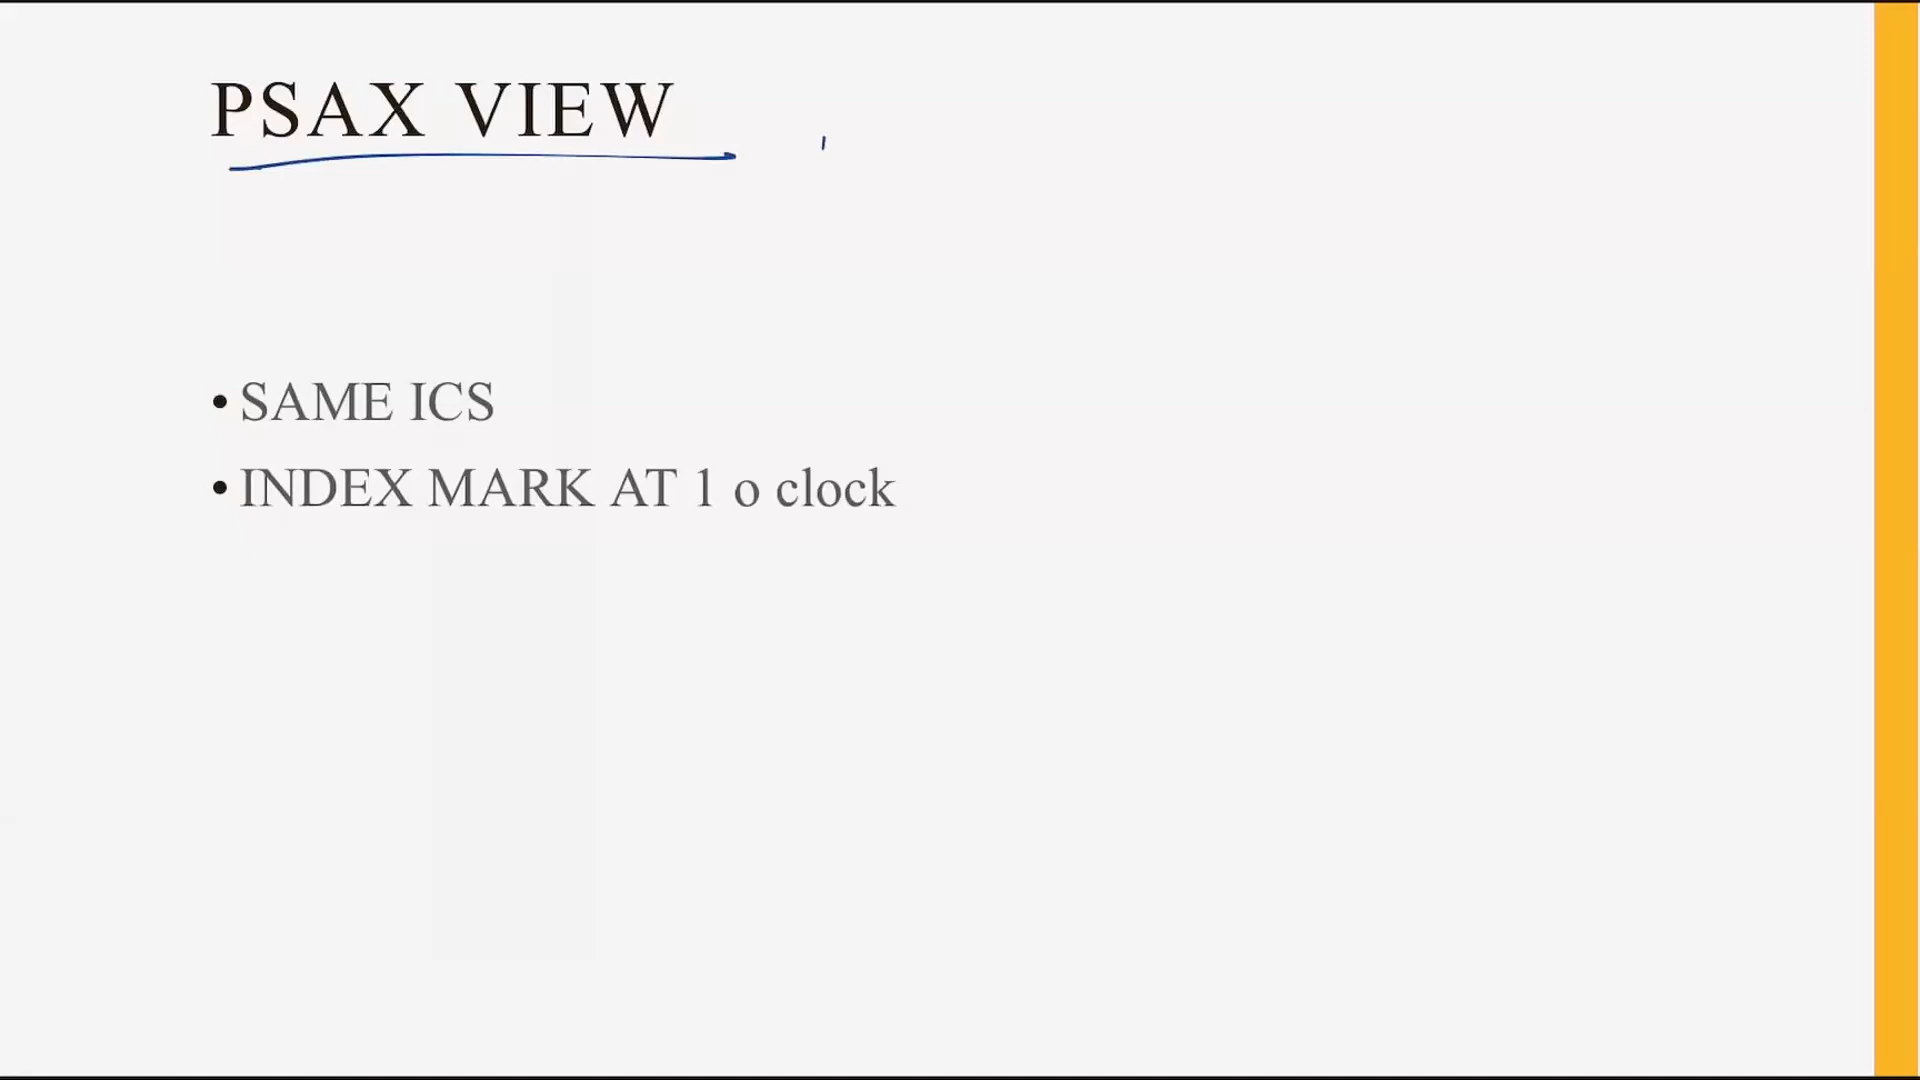 PSAX VIEW
• SAME ICS
• INDEX MARK AT 1 o clock